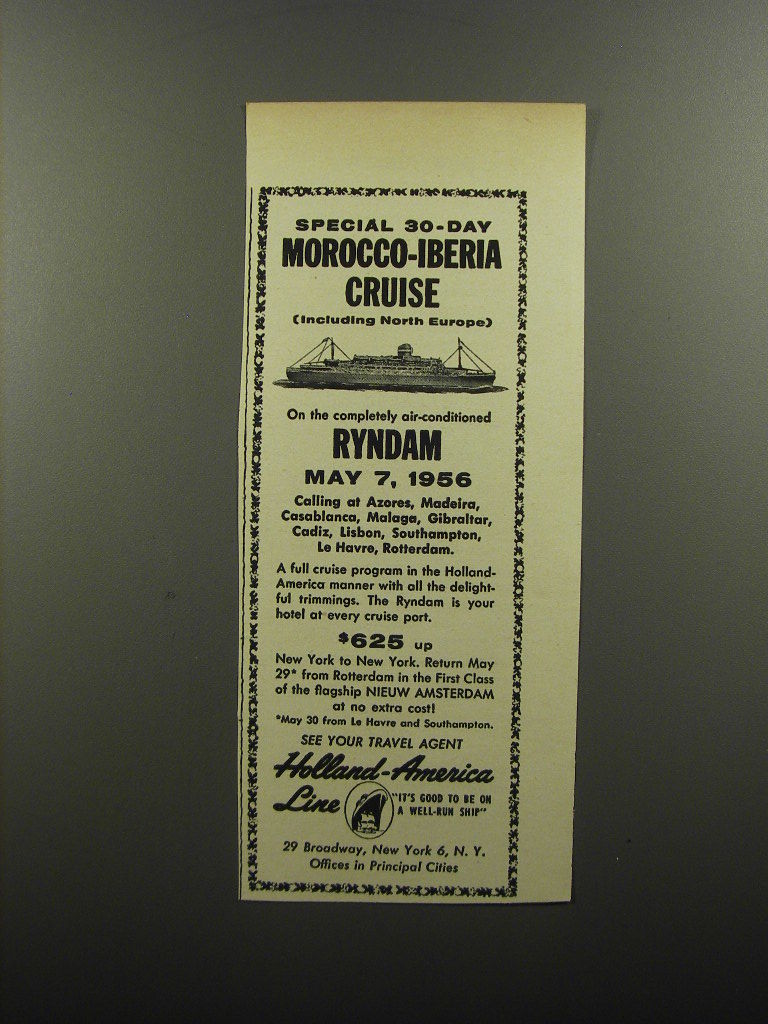 SPECIAL 30-DAY
MOROCCO-IBERIA
CRUISE
(Including North Europe)
On the completely air-conditioned
RYNDAM
MAY 7, 1956
Calling at Azores, Madeira,
Casablanca, Malaga, Gibraltar,
Cadiz, Lisbon, Southampton,
Le Havre, Rotterdam.
A full cruise program in the Holland-
America manner with all the delight-
ful trimmings. The Ryndam is your
hotel at every cruise port.
$625 up
New York to New York. Return May
29* from Rotterdam in the First Class
of the flagship NIEUW AMSTERDAM
at no extra cost!
*May 30 from Le Havre and Southampton.
SEE YOUR TRAVEL AGENT
Holland-America
Line
"IT'S GOOD TO BE ON
A WELL-RUN SHIP"
29 Broadway, New York 6, N. Y.
Offices in Principal Cities